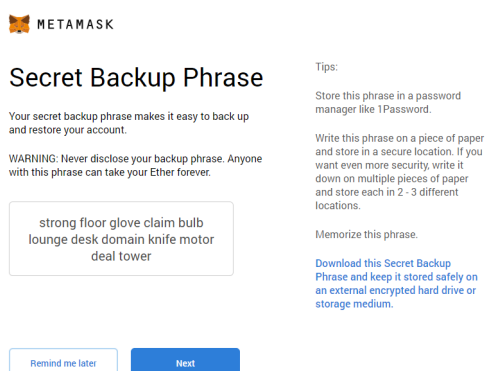 METAMASK
Secret Backup Phrase
Your secret backup phrase makes it easy to back up
and restore your account.
WARNING: Never disclose your backup phrase. Anyone
with this phrase can take your Ether forever.
strong floor glove claim bulb
lounge desk domain knife motor
deal tower
Remind me later
Next
Tips:
Store this phrase in a password
manager like 1Password.
Write this phrase on a piece of paper
and store in a secure location. If you
want even more security, write it
down on multiple pieces of paper
and store each in 2 - 3 different
locations.
Memorize this phrase.
Download this Secret Backup
Phrase and keep it stored safely on
an external encrypted hard drive or
storage medium.